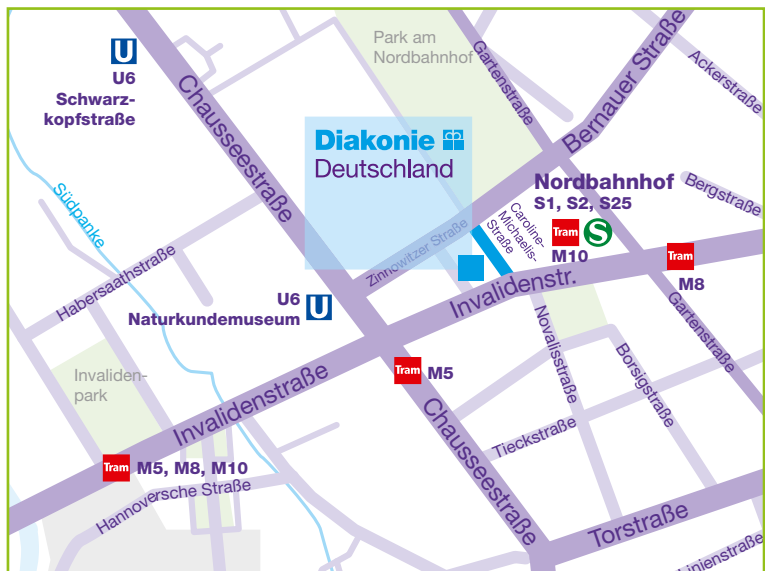 U6
Schwarz-
kopfstraße
Park am
Nordbahnhof
Gartenstraße
Bernauer Straße
Ackerstraße
Chausseestraße
Diakonie
Deutschland
Nordbahnhof
S1, S2, S25
Tram
S
M10
Bergstraße
Südpanke
Caroline-
Michaelis-
Straße
Zinnowitzer Straße
Habersaathstraße
Tram
M8
U6
Naturkundemuseum
U
Invalidenstr.
Gartenstraße
Novalisstraße
Borsigstraße
Invaliden-
park
Invalidenstraße
Tram M5
Chausseestraße
Tieckstraße
Tram M5, M8, M10
Hannoversche Straße
Torstraße
Linienstraße
U